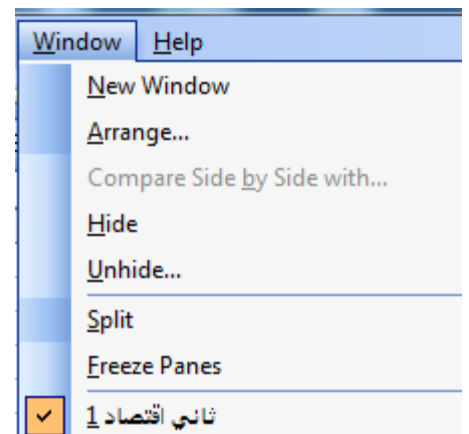 Window Help
New Window
Arrange...
Compare Side by Side with...
Hide
Unhide...
Split
Freeze Panes
1 ثاني اقتصاد